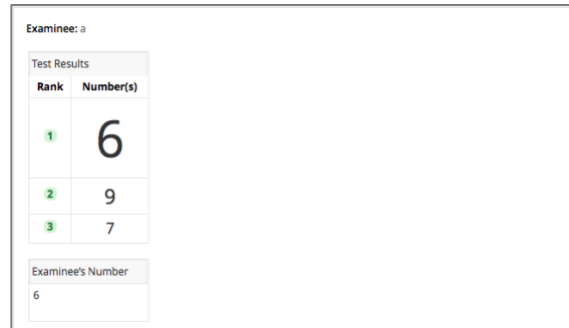 Examinee: a
Test Results
Rank Number(s)
1 6
2 9
3 7
Examinee's Number
6